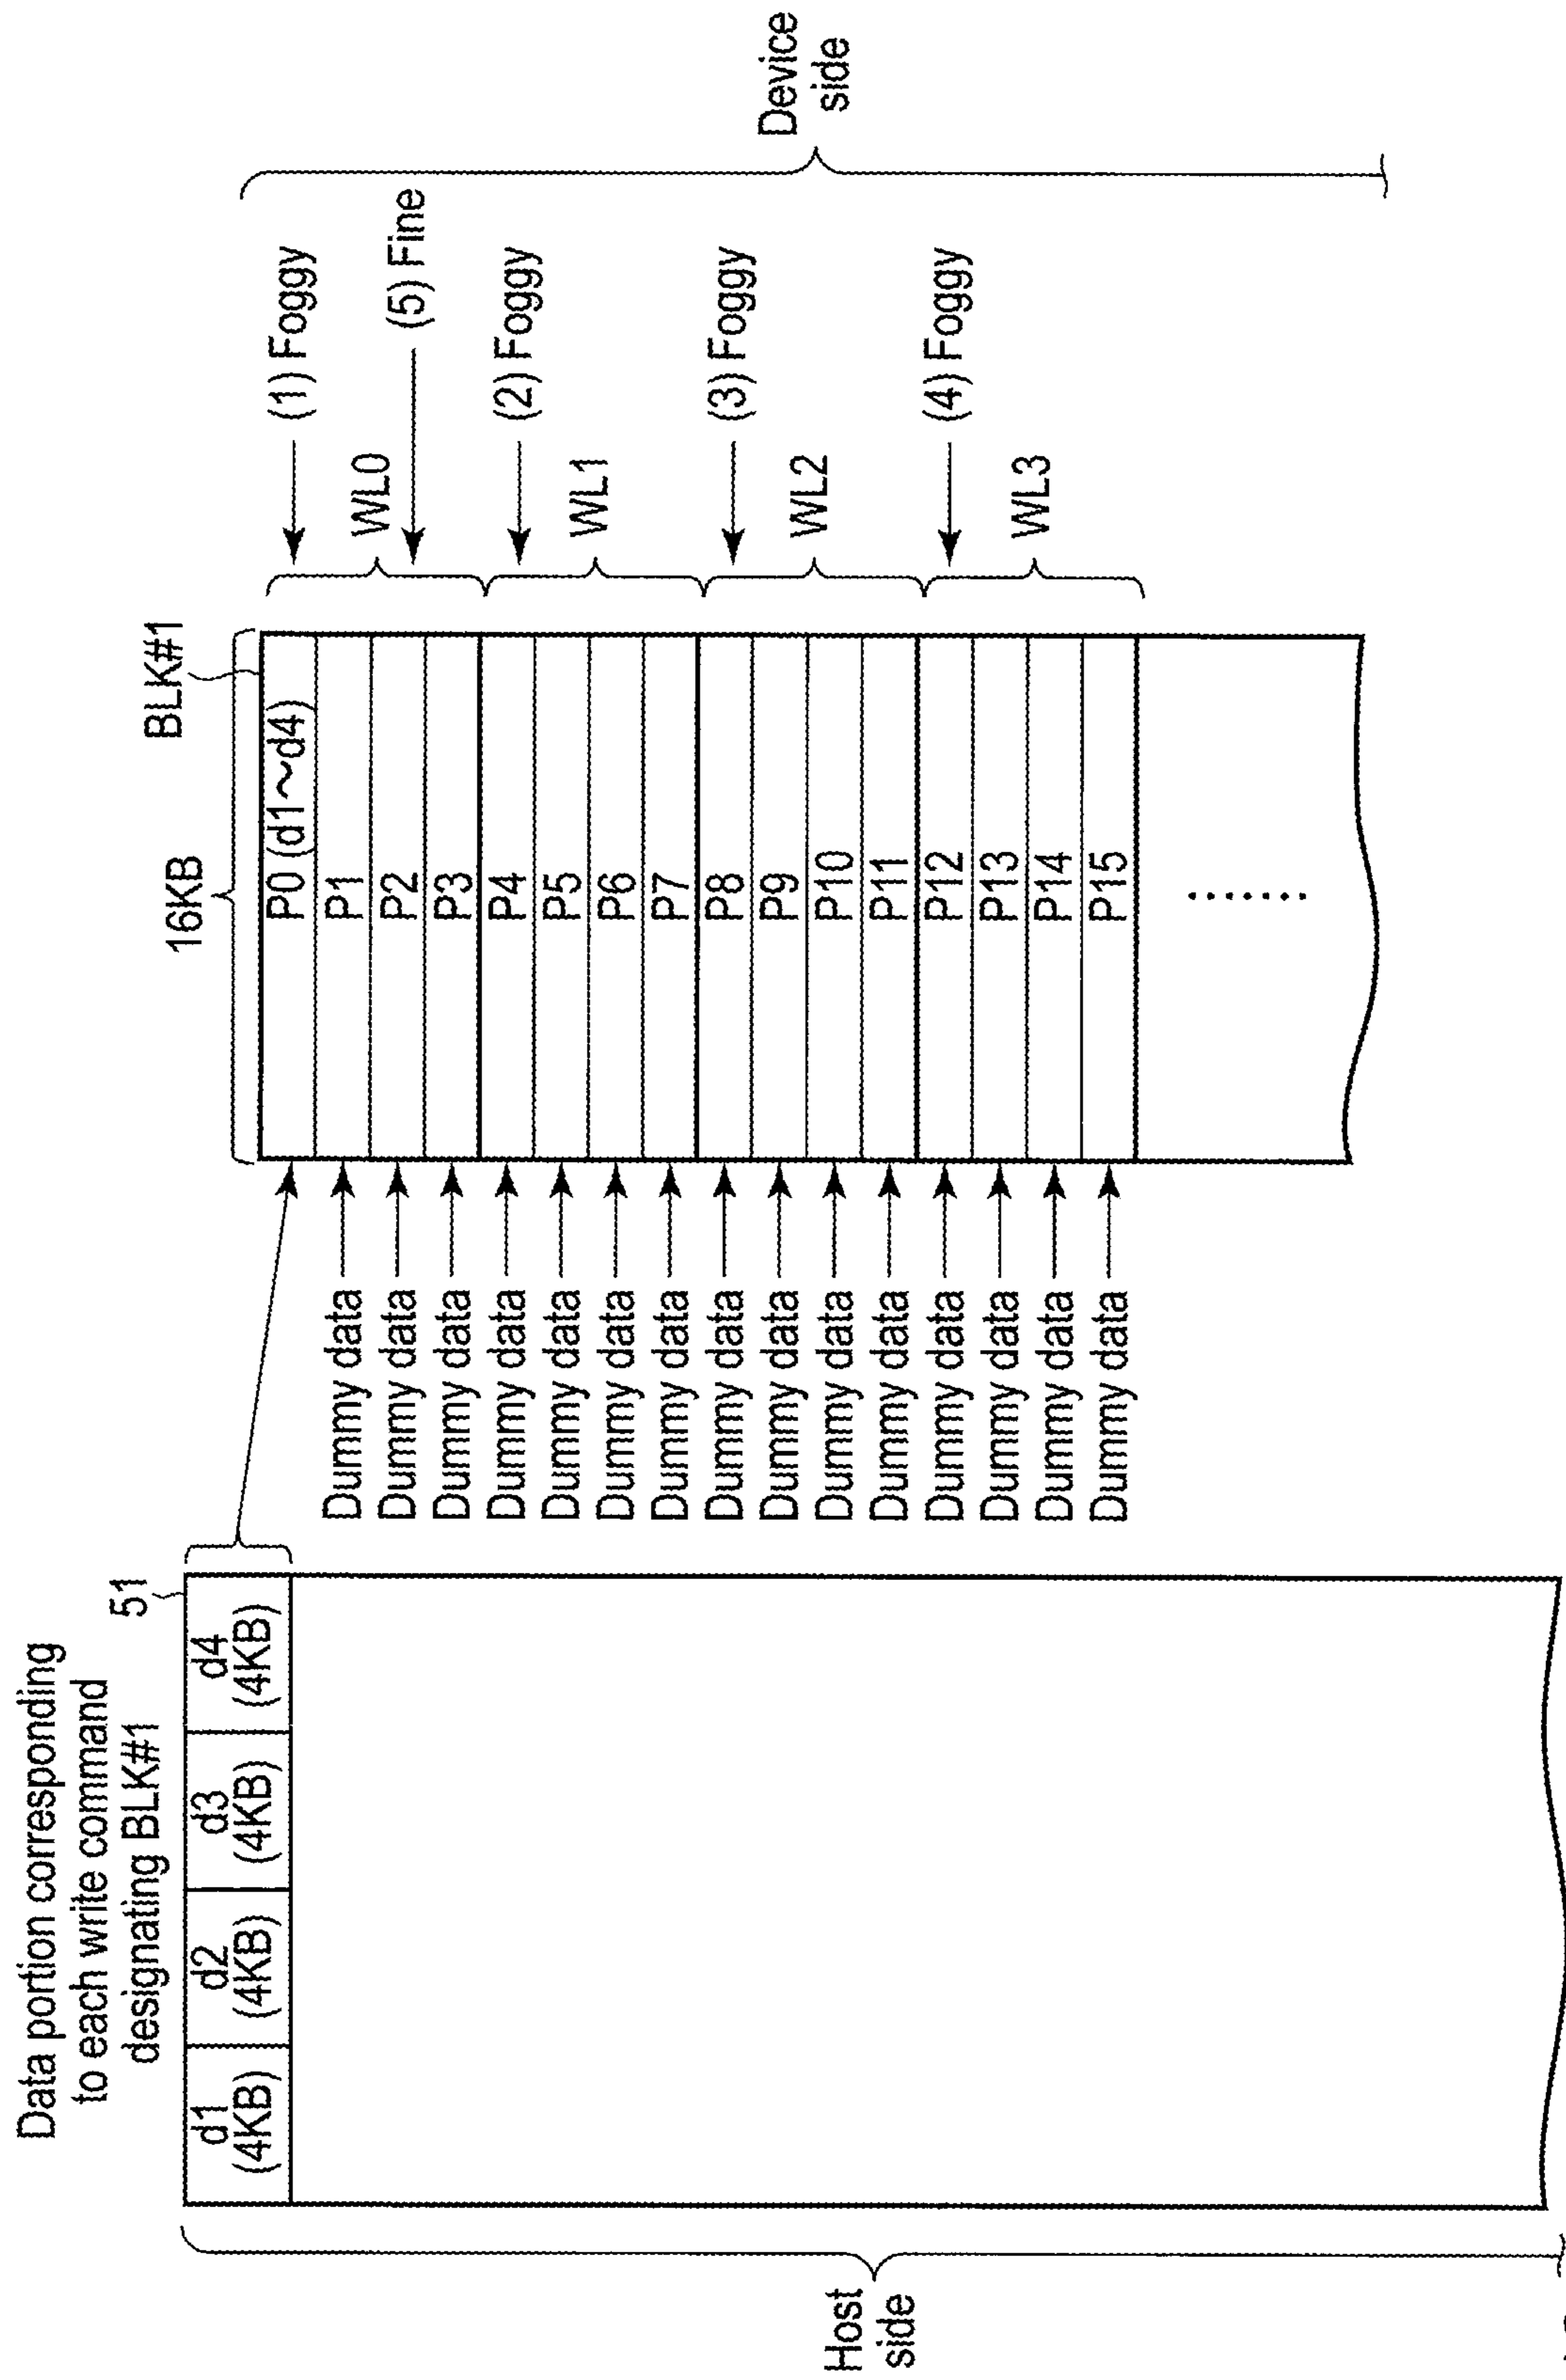 Data portion corresponding
to each write command
designating BLK#1
51
d1
(4KB)
d2
(4KB)
d3
(4KB)
d4
(4KB)
Host
side
16KB
BLK#1
P0 (d1～d4)
Dummy data
P1
Dummy data
P2
Dummy data
P3
Dummy data
P4
Dummy data
P5
Dummy data
P6
Dummy data
P7
Dummy data
P8
Dummy data
P9
Dummy data
P10
Dummy data
P11
Dummy data
P12
Dummy data
P13
Dummy data
P14
Dummy data
P15
(1) Foggy
WL0
(5) Fine
(2) Foggy
WL1
(3) Foggy
WL2
(4) Foggy
WL3
Device
side